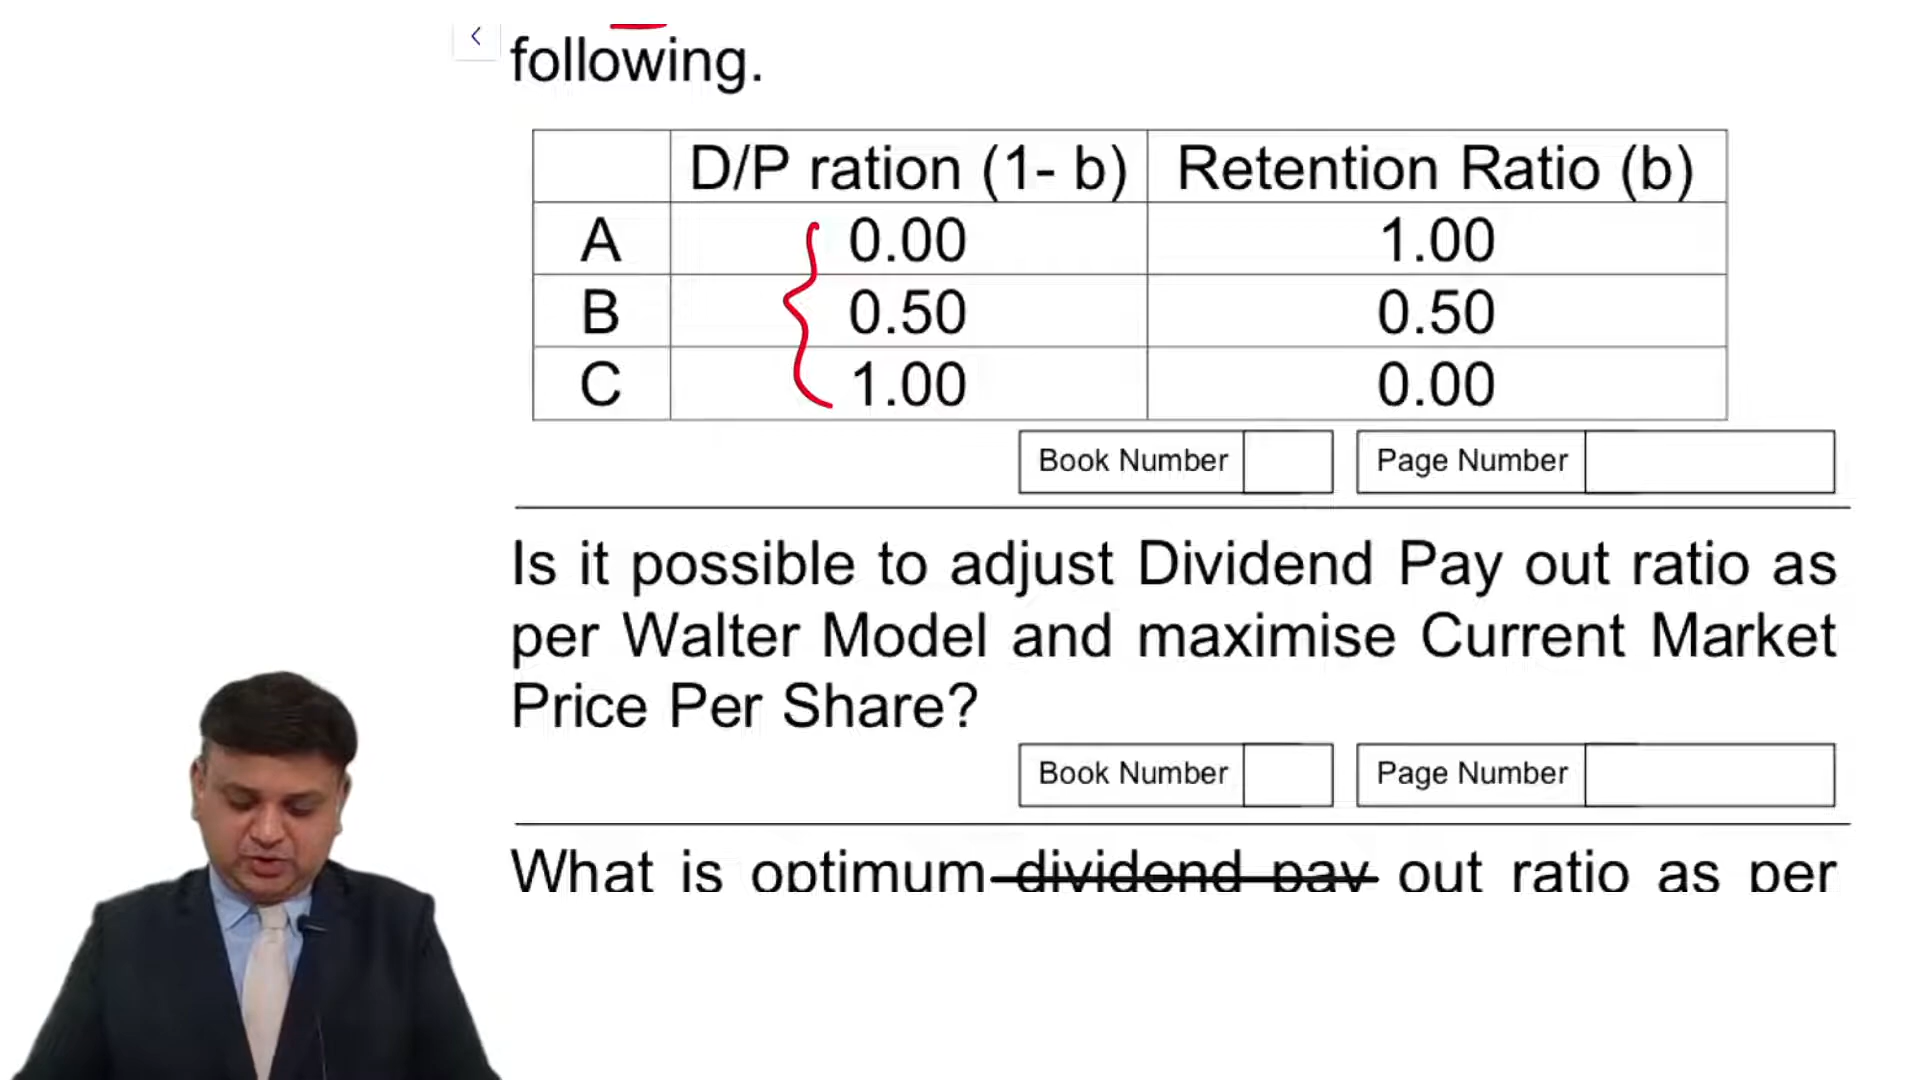 following.
D/P ration (1- b) Retention Ratio (b)
A 0.00 1.00
B 0.50 0.50
C 1.00 0.00
Book Number Page Number
Is it possible to adjust Dividend Pay out ratio as
per Walter Model and maximise Current Market
Price Per Share?
Book Number Page Number
What is optimum dividend pay out ratio as per